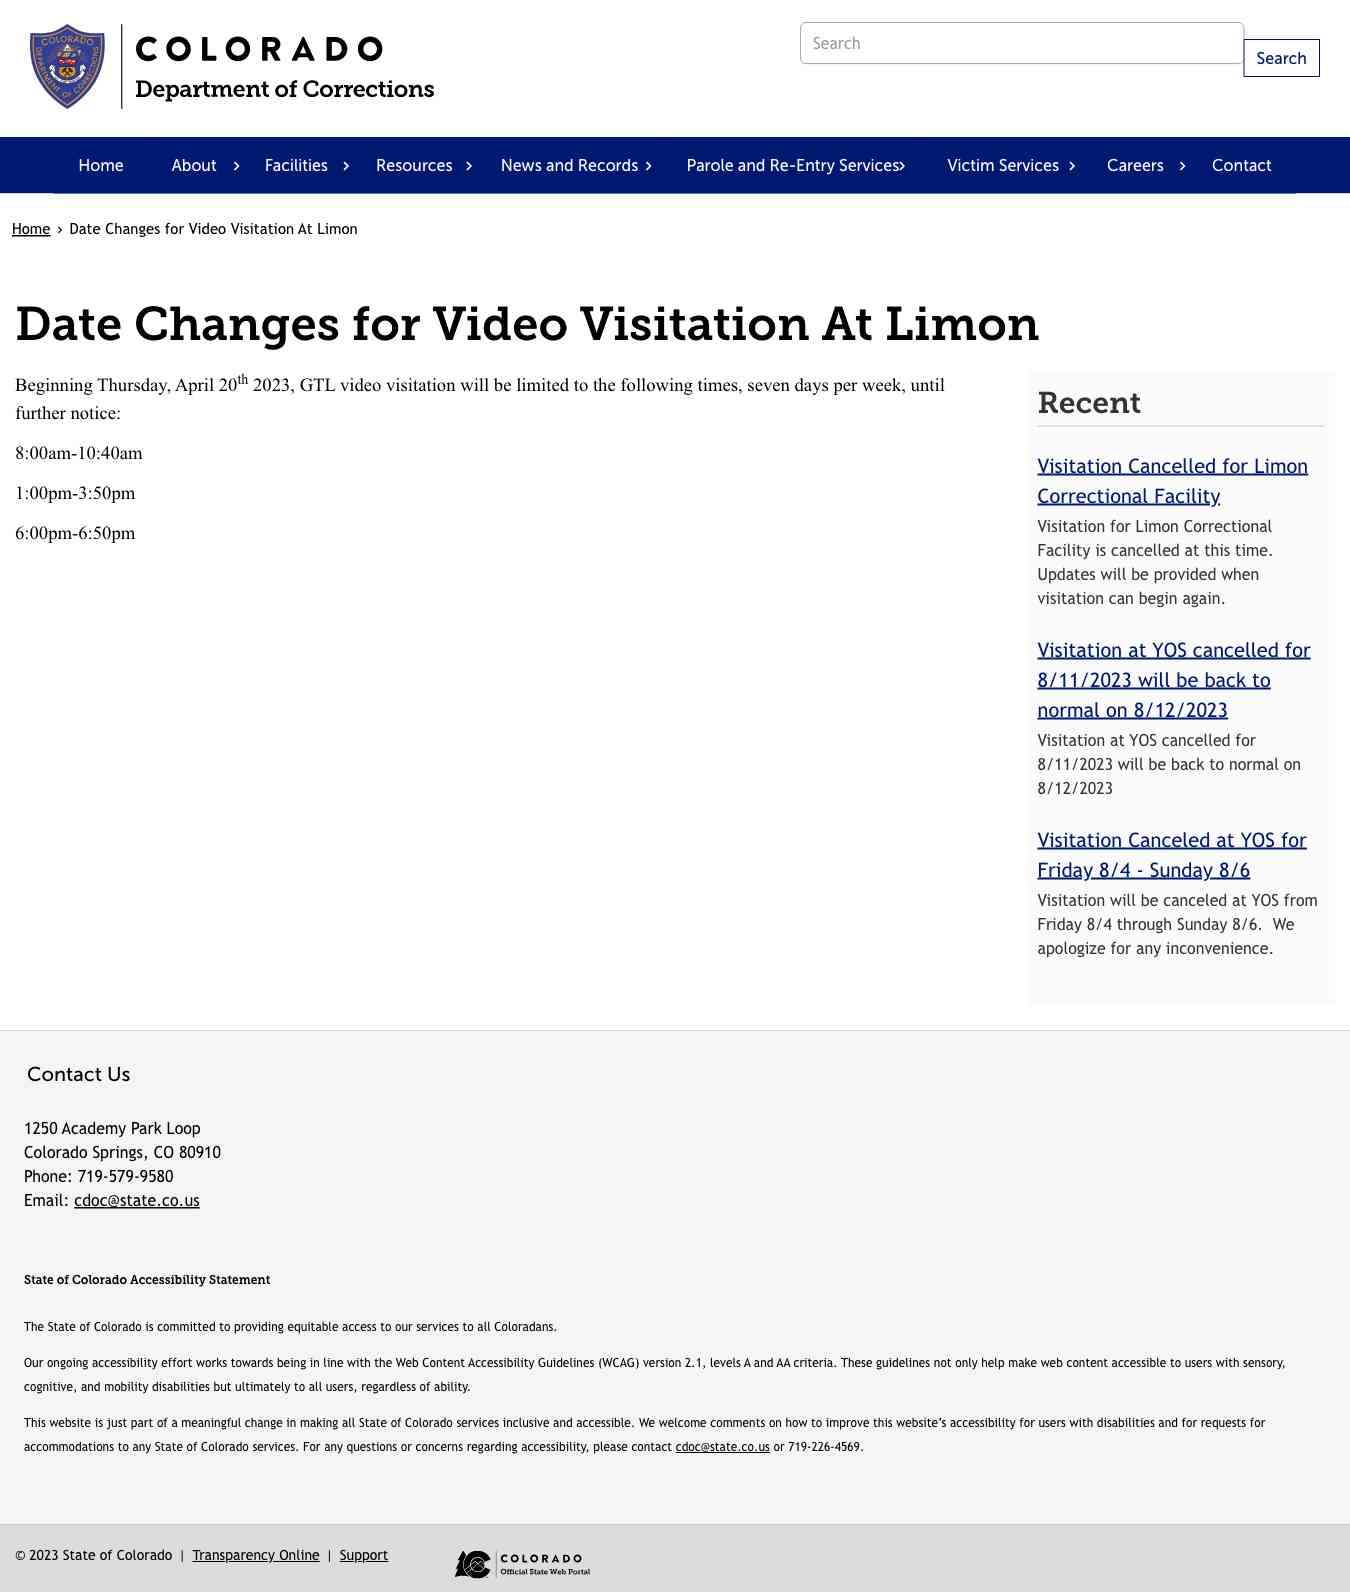 COLORADO
Department of Corrections
Search
Search
Home About Facilities Resources News and Records Parole and Re-Entry Services Victim Services Careers Contact
Home › Date Changes for Video Visitation At Limon
Date Changes for Video Visitation At Limon
Beginning Thursday, April 20th 2023, GTL video visitation will be limited to the following times, seven days per week, until
further notice:
8:00am-10:40am
1:00pm-3:50pm
6:00pm-6:50pm
Recent
Visitation Cancelled for Limon
Correctional Facility
Visitation for Limon Correctional
Facility is cancelled at this time.
Updates will be provided when
visitation can begin again.
Visitation at YOS cancelled for
8/11/2023 will be back to
normal on 8/12/2023
Visitation at YOS cancelled for
8/11/2023 will be back to normal on
8/12/2023
Visitation Canceled at YOS for
Friday 8/4 - Sunday 8/6
Visitation will be canceled at YOS from
Friday 8/4 through Sunday 8/6.  We
apologize for any inconvenience.
Contact Us
1250 Academy Park Loop
Colorado Springs, CO 80910
Phone: 719-579-9580
Email: cdoc@state.co.us
State of Colorado Accessibility Statement
The State of Colorado is committed to providing equitable access to our services to all Coloradans.
Our ongoing accessibility effort works towards being in line with the Web Content Accessibility Guidelines (WCAG) version 2.1, levels A and AA criteria. These guidelines not only help make web content accessible to users with sensory,
cognitive, and mobility disabilities but ultimately to all users, regardless of ability.
This website is just part of a meaningful change in making all State of Colorado services inclusive and accessible. We welcome comments on how to improve this website's accessibility for users with disabilities and for requests for
accommodations to any State of Colorado services. For any questions or concerns regarding accessibility, please contact cdoc@state.co.us or 719-226-4569.
© 2023 State of Colorado | Transparency Online | Support
COLORADO
Official State Web Portal